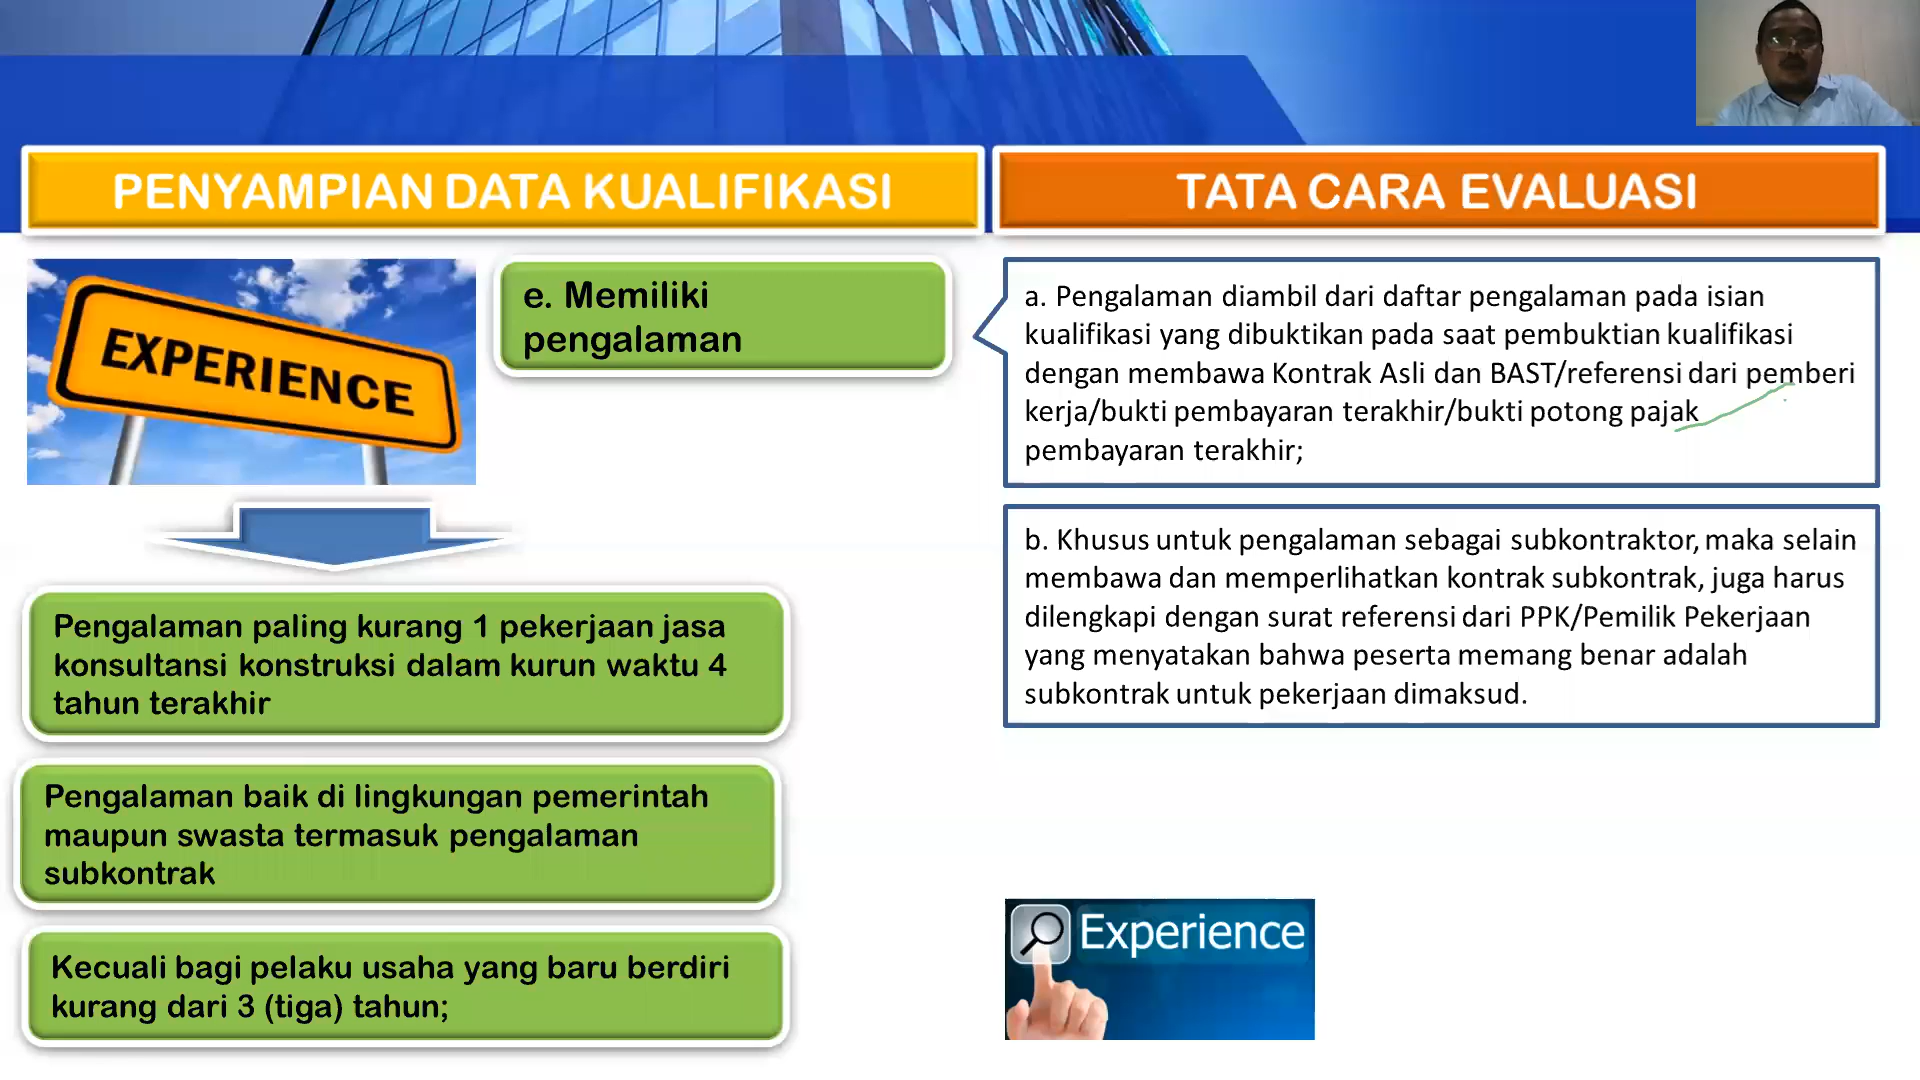 PENYAMPIAN DATA KUALIFIKASI
TATA CARA EVALUASI
EXPERIENCE
e. Memiliki
pengalaman
Pengalaman paling kurang 1 pekerjaan jasa
konsultansi konstruksi dalam kurun waktu 4
tahun terakhir
Pengalaman baik di lingkungan pemerintah
maupun swasta termasuk pengalaman
subkontrak
Kecuali bagi pelaku usaha yang baru berdiri
kurang dari 3 (tiga) tahun;
a. Pengalaman diambil dari daftar pengalaman pada isian
kualifikasi yang dibuktikan pada saat pembuktian kualifikasi
dengan membawa Kontrak Asli dan BAST/referensi dari pemberi
kerja/bukti pembayaran terakhir/bukti potong pajak
pembayaran terakhir;
b. Khusus untuk pengalaman sebagai subkontraktor, maka selain
membawa dan memperlihatkan kontrak subkontrak, juga harus
dilengkapi dengan surat referensi dari PPK/Pemilik Pekerjaan
yang menyatakan bahwa peserta memang benar adalah
subkontrak untuk pekerjaan dimaksud.
Experience